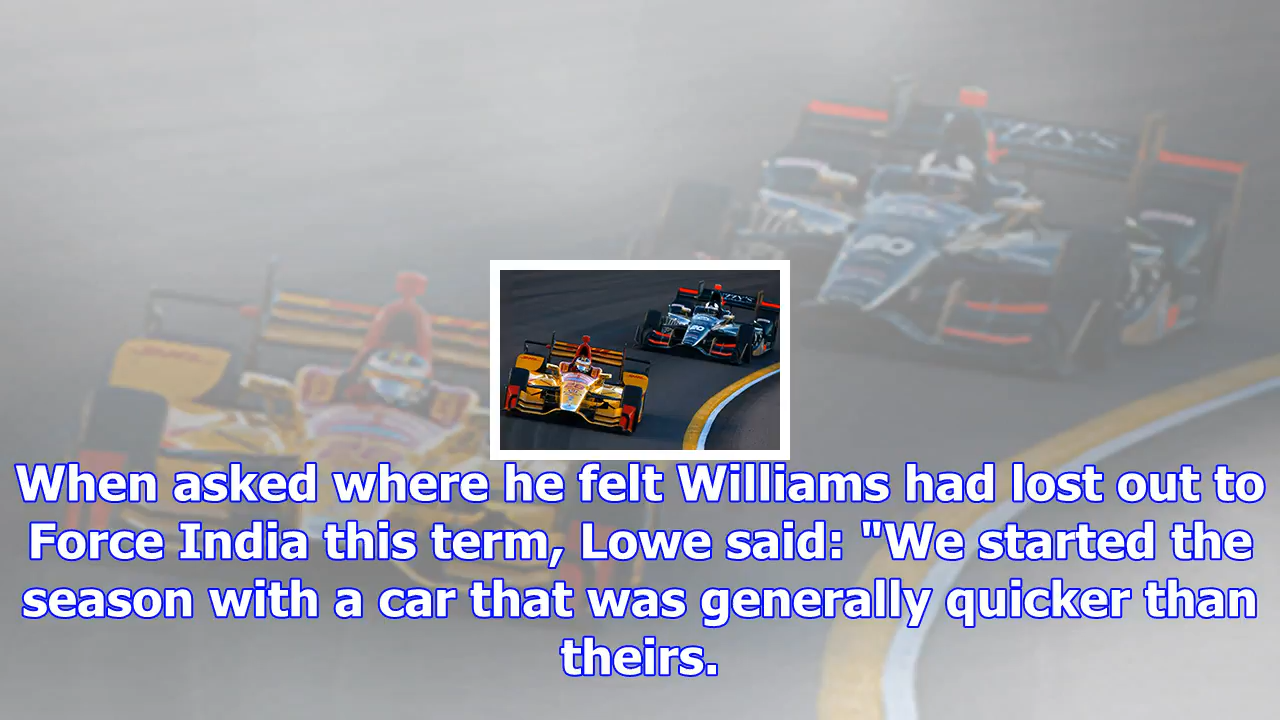 20
When asked where he felt Williams had lost out to
Force India this term, Lowe said: "We started the
season with a car that was generally quicker than
theirs.